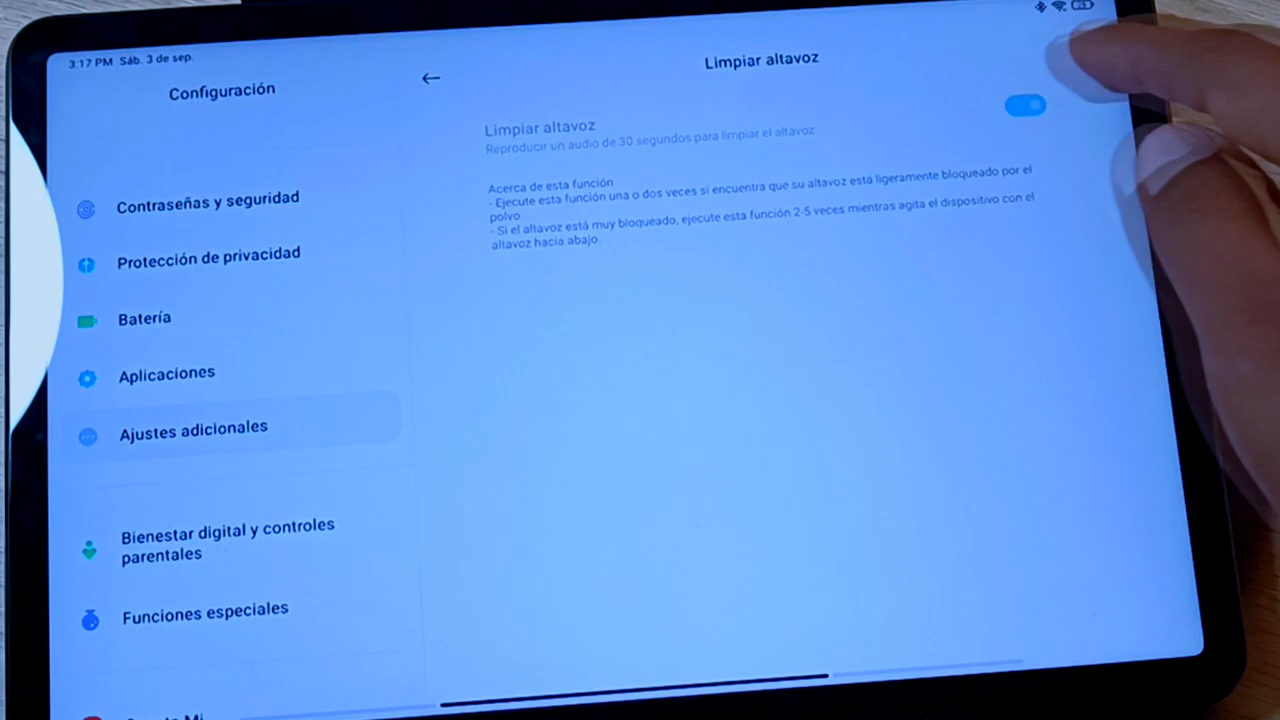 3:17 PM Sáb. 3 de sep.
Configuración
Contraseñas y seguridad
Protección de privacidad
Batería
Aplicaciones
Ajustes adicionales
Bienestar digital y controles
parentales
Funciones especiales
Limpiar altavoz
Limpiar altavoz
Reproducir un audio de 30 segundos para limpiar el altavoz
Acerca de esta función
- Ejecute esta función una o dos veces si encuentra que su altavoz está ligeramente bloqueado por el
polvo.
- Si el altavoz está muy bloqueado, ejecute esta función 2-5 veces mientras agita el dispositivo con el
altavoz hacia abajo.